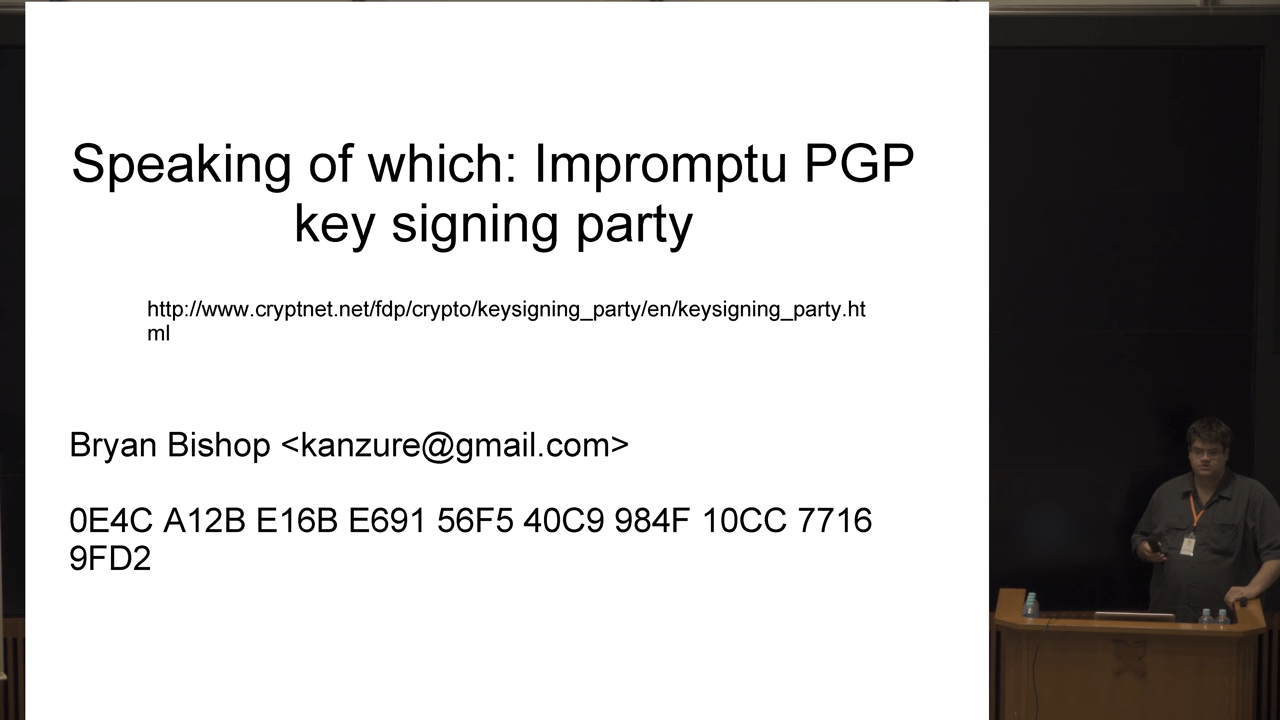 Speaking of which: Impromptu PGP
key signing party
http://www.cryptnet.net/fdp/crypto/keysigning_party/en/keysigning_party.ht
ml
Bryan Bishop <kanzure@gmail.com>
0E4C A12B E16B E691 56F5 40C9 984F 10CC 7716
9FD2